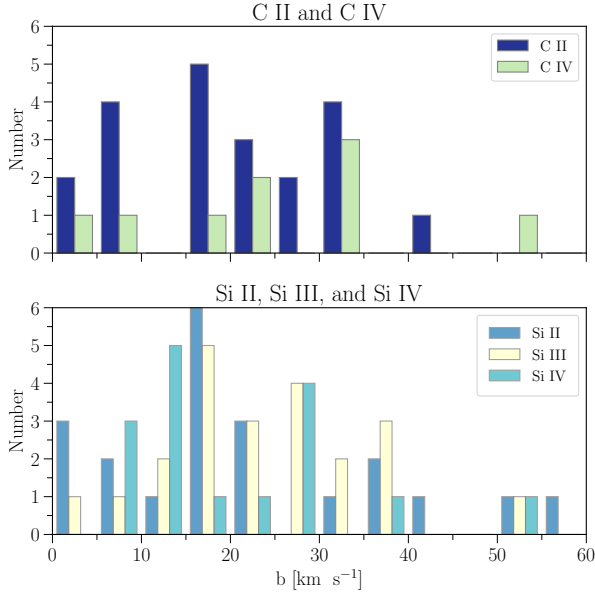 C II and C IV
6
5
4
3
2
1
0
Number
C II
C IV
Si II, Si III, and Si IV
6
5
4
3
2
1
0
Number
Si II
Si III
Si IV
0 10 20 30 40 50 60
b [km s⁻¹]